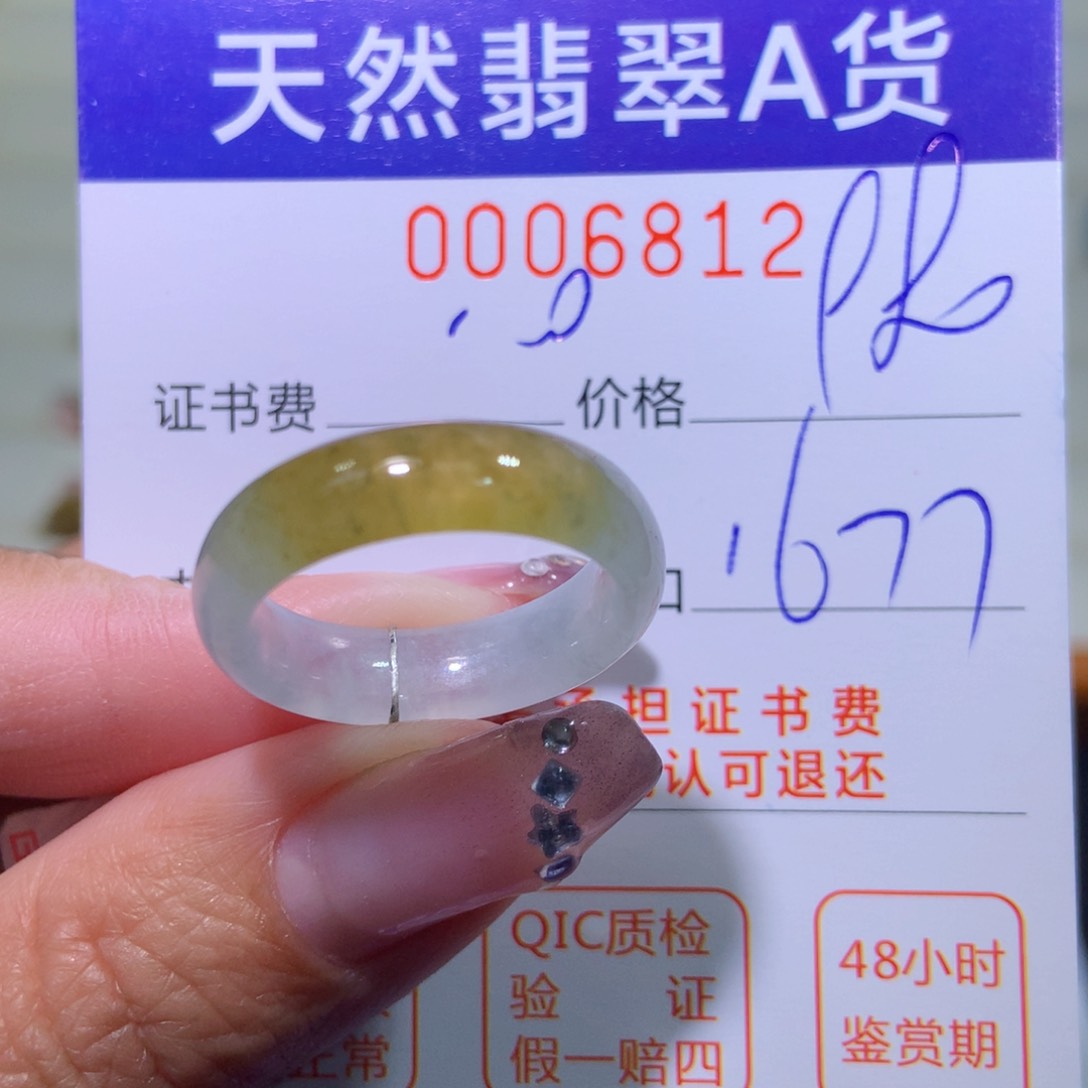 天然翡翠A货
0006812
证书费 价格
1677
担证书费
认可退还
QIC质检 48小时
验证 鉴赏期
正常 假一赔四